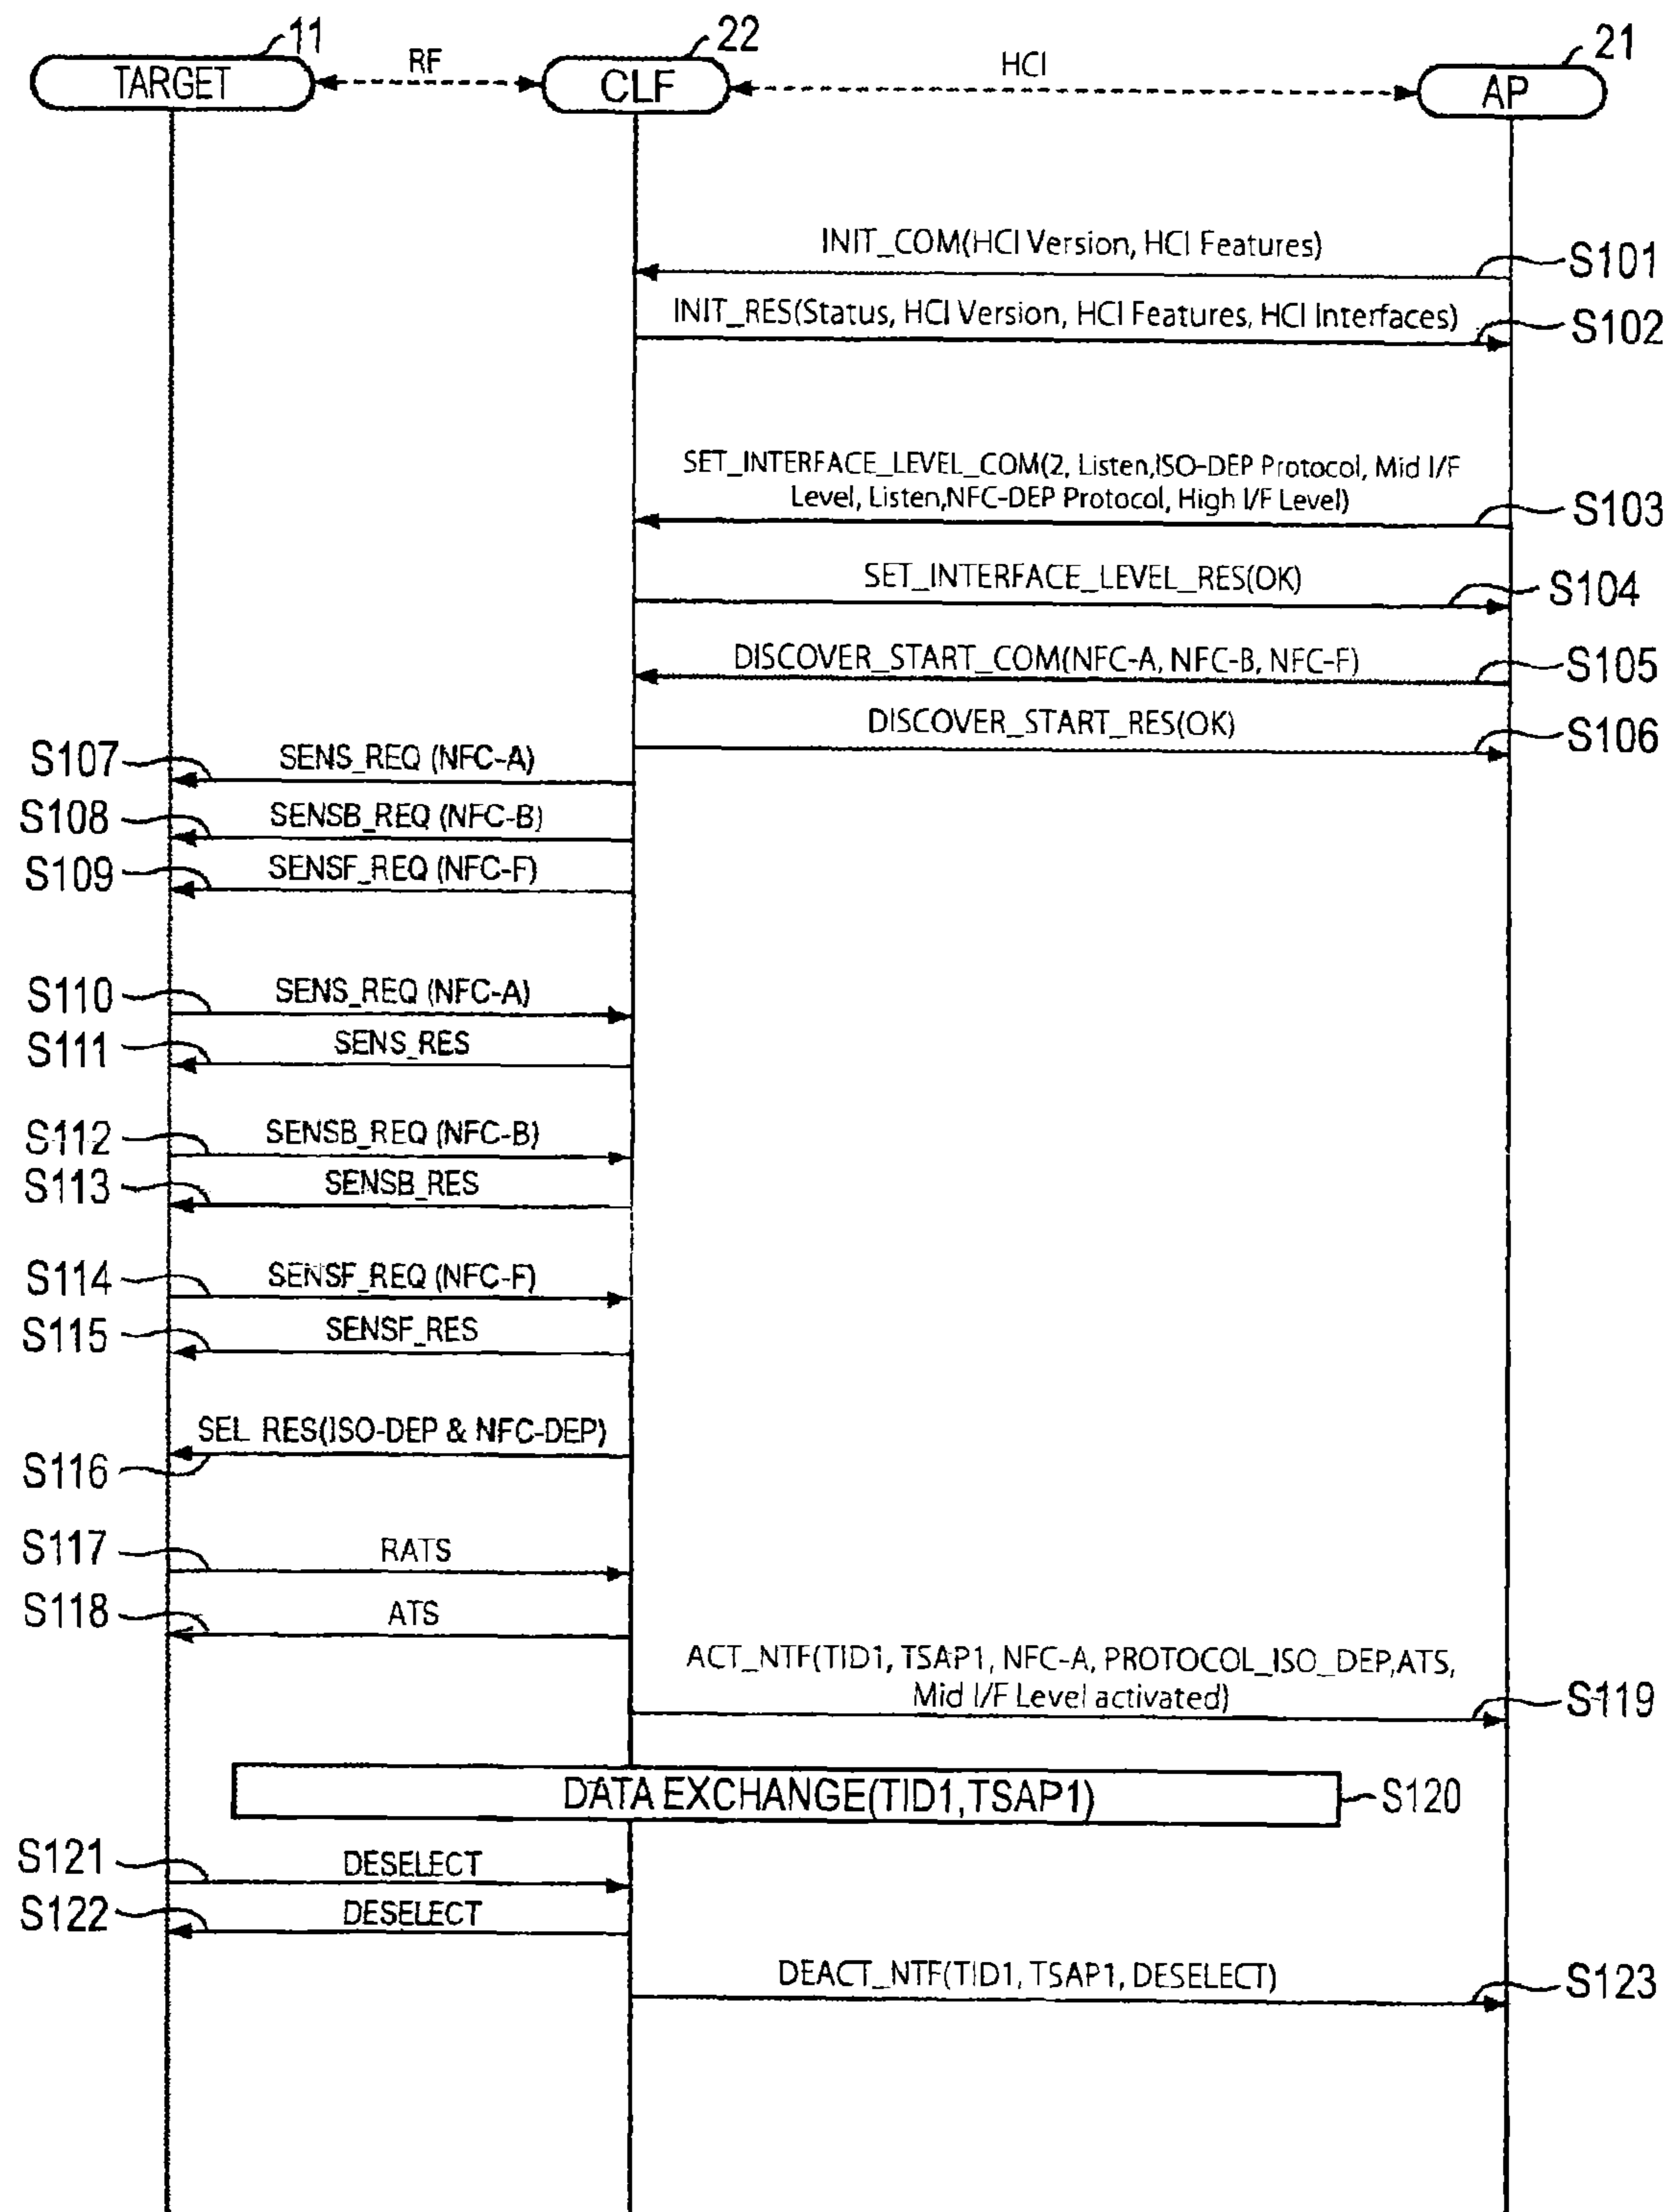 11
22
21
TARGET
RF
CLF
HCI
AP
INIT_COM(HCI Version, HCI Features)
S101
INIT_RES(Status, HCI Version, HCI Features, HCI Interfaces)
S102
SET_INTERFACE_LEVEL_COM(2, Listen,ISO-DEP Protocol, Mid I/F
Level, Listen,NFC-DEP Protocol, High I/F Level)
S103
SET_INTERFACE_LEVEL_RES(OK)
S104
DISCOVER_START_COM(NFC-A, NFC-B, NFC-F)
S105
DISCOVER_START_RES(OK)
S106
S107
SENS_REQ (NFC-A)
S108
SENSB_REQ (NFC-B)
S109
SENSF_REQ (NFC-F)
S110
SENS_REQ (NFC-A)
S111
SENS_RES
S112
SENSB_REQ (NFC-B)
S113
SENSB_RES
S114
SENSF_REQ (NFC-F)
S115
SENSF_RES
SEL RES(ISO-DEP & NFC-DEP)
S116
S117
RATS
S118
ATS
ACT_NTF(TID1, TSAP1, NFC-A, PROTOCOL_ISO_DEP,ATS,
Mid I/F Level activated)
S119
DATA EXCHANGE(TID1,TSAP1)
S120
S121
DESELECT
S122
DESELECT
DEACT_NTF(TID1, TSAP1, DESELECT)
S123